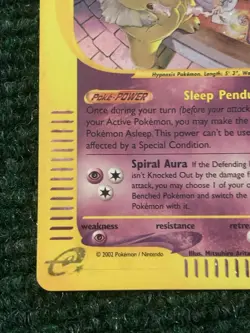 Hypnosis Pokémon. Length: 5' 3", W
Poké-POWER Sleep Pendu
Once during your turn (before your attack
your Active Pokémon, you may make the
Pokémon Asleep. This power can't be use
affected by a Special Condition.
Spiral Aura If the Defending
isn't Knocked Out by the damage f
attack, you may choose 1 of your o
Benched Pokémon and switch the
Pokémon with it.
weakness resistance retre
© 2002 Pokémon / Nintendo Illus. Mitsuhiro Arita
e